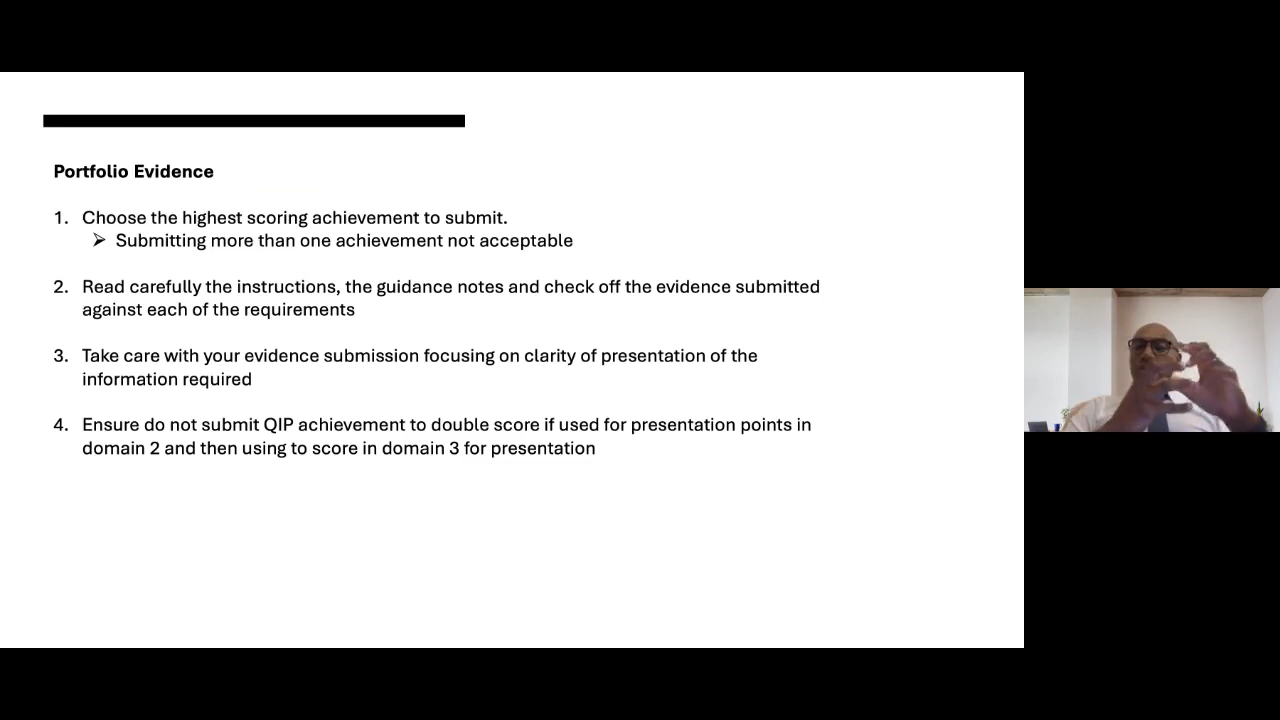 Portfolio Evidence
1. Choose the highest scoring achievement to submit.
➢ Submitting more than one achievement not acceptable
2. Read carefully the instructions, the guidance notes and check off the evidence submitted
against each of the requirements
3. Take care with your evidence submission focusing on clarity of presentation of the
information required
4. Ensure do not submit QIP achievement to double score if used for presentation points in
domain 2 and then using to score in domain 3 for presentation